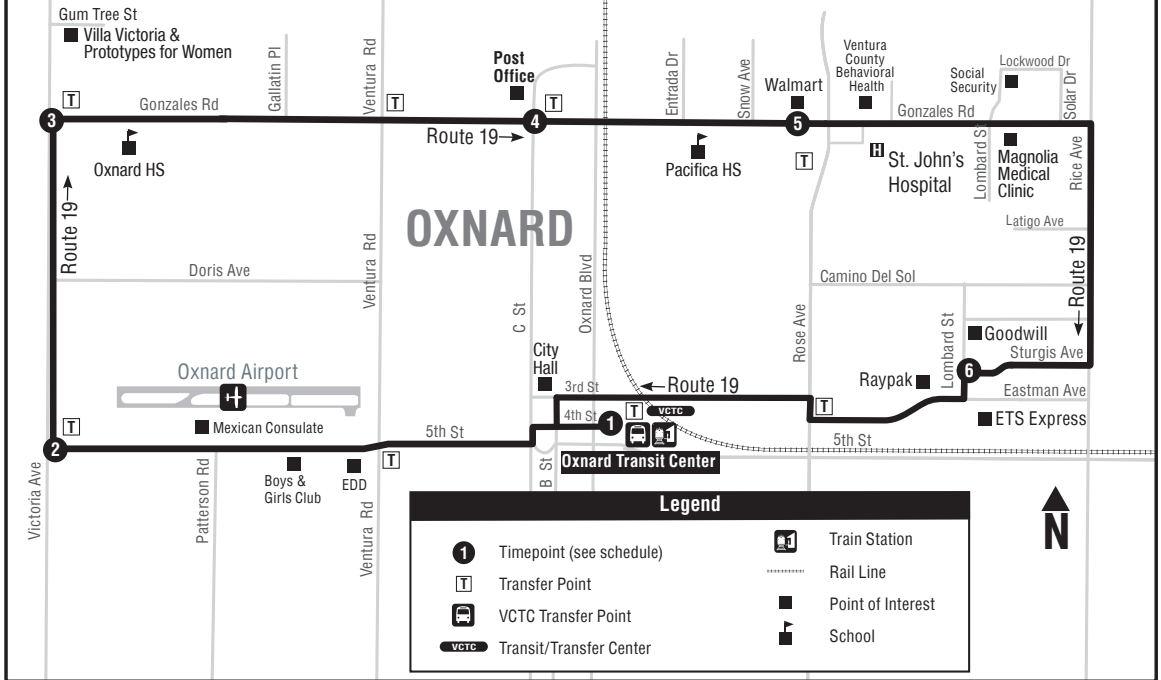 Gum Tree St
Villa Victoria &
Prototypes for Women
Gallatin Pl
Ventura Rd
Post
Office
Entrada Dr
Snow Ave
Walmart
Ventura
County
Behavioral
Health
Social
Security
Lockwood Dr
Solar Dr
T
Gonzales Rd
T
T
Gonzales Rd
3
4
5
Route 19→
Oxnard HS
Pacifica HS
T
H
St. John's
Hospital
Lombard St
Magnolia
Medical
Clinic
Rice Ave
Route 19→
OXNARD
Latigo Ave
Ventura Rd
Doris Ave
C St
Oxnard Blvd
Rose Ave
Camino Del Sol
Route 19→
Lombard St
Goodwill
Sturgis Ave
City
Hall
Oxnard Airport
6
Raypak
Eastman Ave
3rd St
←Route 19
4th St
1
T
VCTC
T
ETS Express
Mexican Consulate
T
2
5th St
T
5th St
Oxnard Transit Center
B St
Victoria Ave
Patterson Rd
Boys &
Girls Club
EDD
Ventura Rd
Legend
1 Timepoint (see schedule)
T Transfer Point
VCTC Transfer Point
VCTC Transit/Transfer Center
Train Station
Rail Line
Point of Interest
School
N